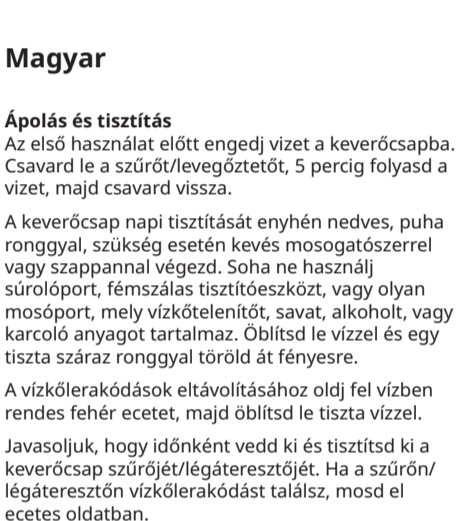 Magyar
Ápolás és tisztítás
Az első használat előtt engedj vizet a keverőcsapba.
Csavard le a szűrőt/levegőztetőt, 5 percig folyasd a
vizet, majd csavard vissza.
A keverőcsap napi tisztítását enyhén nedves, puha
ronggyal, szükség esetén kevés mosogatószerrel
vagy szappannal végezd. Soha ne használj
súrolóport, fémszálas tisztítóeszközt, vagy olyan
mosóport, mely vízkőtelenítőt, savat, alkoholt, vagy
karcoló anyagot tartalmaz. Öblítsd le vízzel és egy
tiszta száraz ronggyal töröld át fényesre.
A vízkőlerakódások eltávolításához oldj fel vízben
rendes fehér ecetet, majd öblítsd le tiszta vízzel.
Javasoljuk, hogy időnként vedd ki és tisztítsd ki a
keverőcsap szűrőjét/légáteresztőjét. Ha a szűrőn/
légáteresztőn vízkőlerakódást találsz, mosd el
ecetes oldatban.